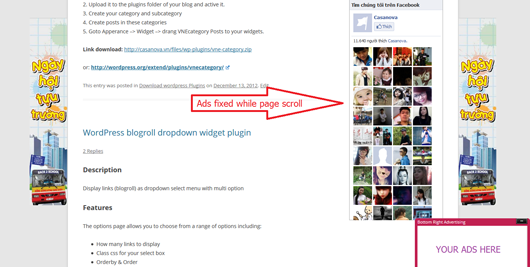 2. Upload it to the plugins folder of your blog and active it.
3. Create your category and subcategory
4. Create posts in these categories
5. Goto Apperance -> Widget -> drang VNEcategory Posts to your widgets.
Link download: http://casanova.vn/files/wp-plugins/vne-category.zip
or: http://wordpress.org/extend/plugins/vnecategory/
This entry was posted in Download wordpress Plugins on December 13, 2012. Edit
WordPress blogroll dropdown widget plugin
2 Replies
Description
Display links (blogroll) as dropdown select menu with multi option
Features
The options page allows you to choose from a range of options including:
How many links to display
Class css for your select box
Orderby & Order
Ads fixed while page scroll
Tìm chúng tôi trên Facebook
Casanova
Thích
11,640 người thích Casanova.
Ngày hội tựu trường
Ngày hội tựu trường
Bottom Right Advertising
YOUR ADS HERE